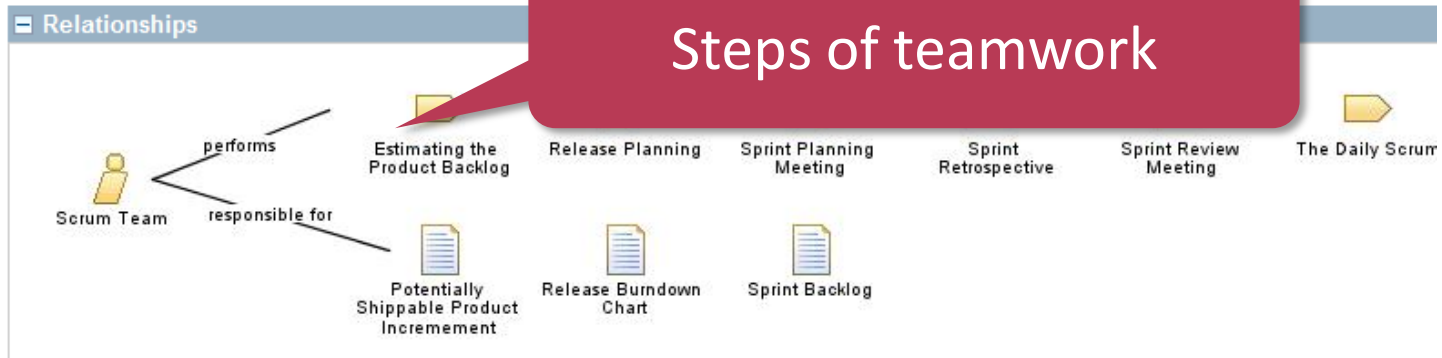 Relationships
Steps of teamwork
performs
Estimating the
Product Backlog
Release Planning
Sprint Planning
Meeting
Sprint
Retrospective
Sprint Review
Meeting
The Daily Scrum
Scrum Team
responsible for
Potentially
Shippable Product
Incremement
Release Burndown
Chart
Sprint Backlog